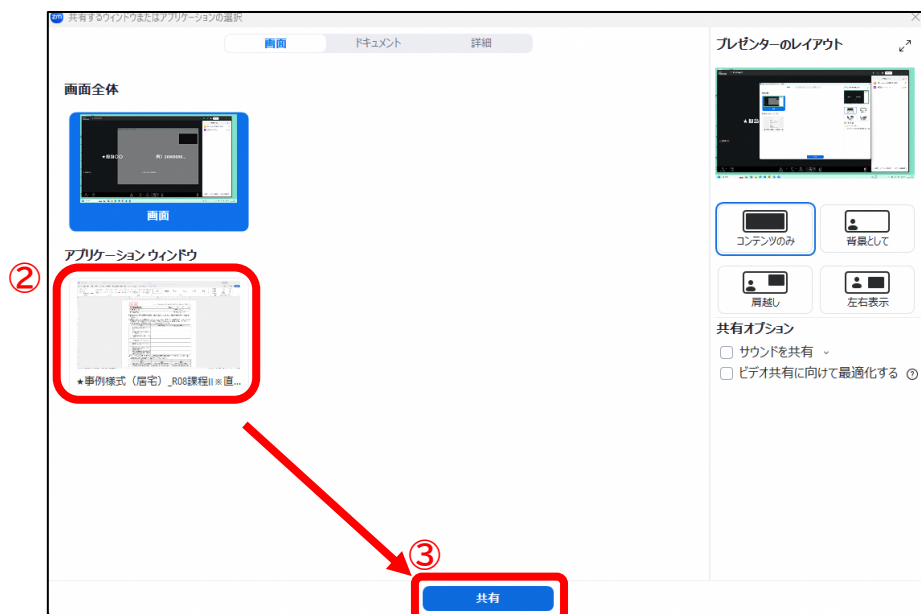 zm 共有するウィンドウまたはアプリケーションの選択
画面 ドキュメント 詳細
画面全体
画面
アプリケーション ウィンドウ
②
★事例様式（居宅）_R08課程II※直...
③
共有
プレゼンターのレイアウト
コンテンツのみ 背景として
肩越し 左右表示
共有オプション
サウンドを共有
ビデオ共有に向けて最適化する